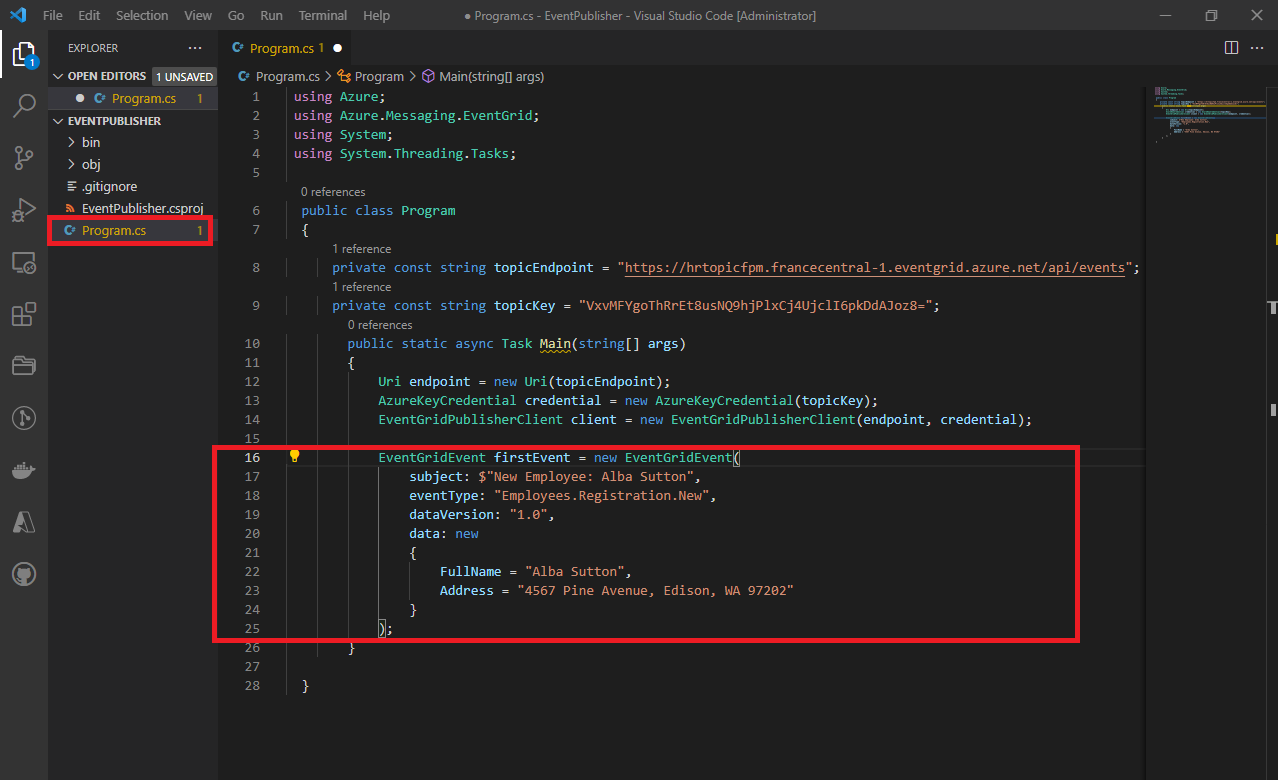 File Edit Selection View Go Run Terminal Help
● Program.cs - EventPublisher - Visual Studio Code [Administrator]
EXPLORER ···
OPEN EDITORS 1 UNSAVED
C# Program.cs 1
EVENTPUBLISHER
bin
obj
.gitignore
EventPublisher.csproj
C# Program.cs 1
1
C# Program.cs 1 ●
C# Program.cs > Program > Main(string[] args)
1 using Azure;
2 using Azure.Messaging.EventGrid;
3 using System;
4 using System.Threading.Tasks;
5
0 references
6 public class Program
7 {
1 reference
8 private const string topicEndpoint = "https://hrtopicfpm.francecentral-1.eventgrid.azure.net/api/events";
1 reference
9 private const string topicKey = "VxvMFYgoThRrEt8usNQ9hjPlxCj4UjclI6pkDdAJoz8=";
0 references
10 public static async Task Main(string[] args)
11 {
12 Uri endpoint = new Uri(topicEndpoint);
13 AzureKeyCredential credential = new AzureKeyCredential(topicKey);
14 EventGridPublisherClient client = new EventGridPublisherClient(endpoint, credential);
15
16 EventGridEvent firstEvent = new EventGridEvent(
17 subject: $"New Employee: Alba Sutton",
18 eventType: "Employees.Registration.New",
19 dataVersion: "1.0",
20 data: new
21 {
22 FullName = "Alba Sutton",
23 Address = "4567 Pine Avenue, Edison, WA 97202"
24 }
25 );
26 }
27
28 }